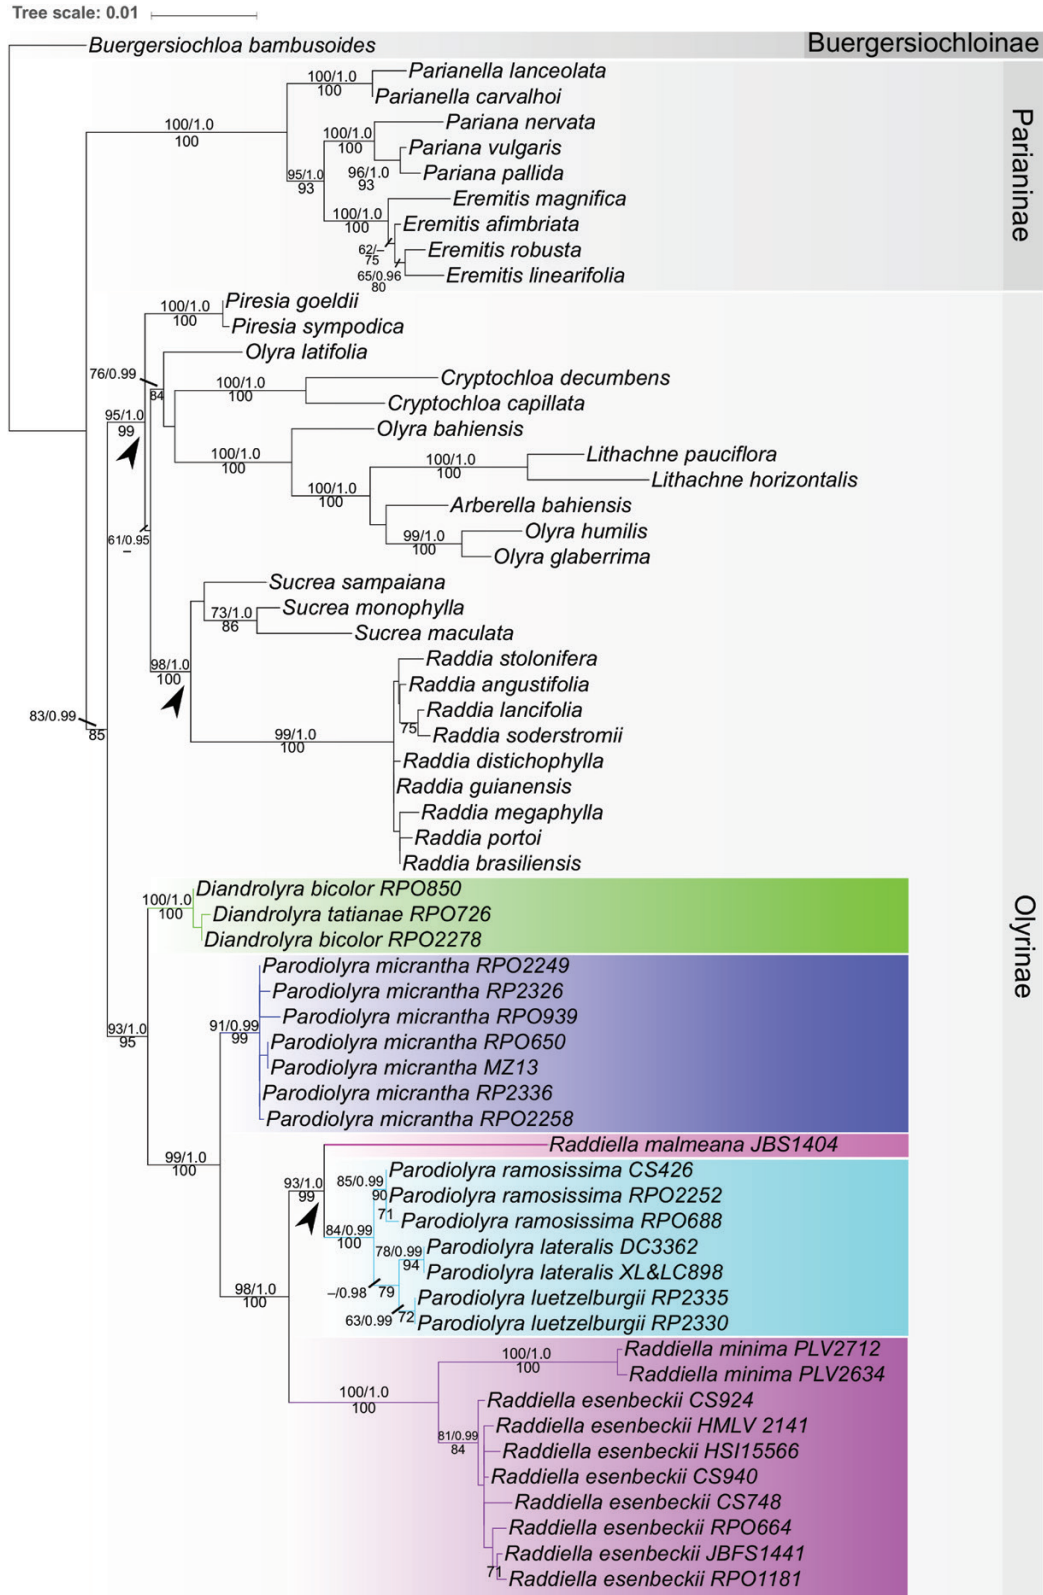 Tree scale: 0.01
Buergersiochloa bambusoides
Buergersiochloinae
Parianella lanceolata
100/1.0
100
Parianella carvalhoi
Pariana nervata
100/1.0
100
100/1.0
100
Pariana vulgaris
96/1.0
93
Pariana pallida
95/1.0
93
Eremitis magnifica
100/1.0
100
Eremitis afimbriata
62/–
75
Eremitis robusta
65/0.96
80
Eremitis linearifolia
Parianinae
Piresia goeldii
100/1.0
100
Piresia sympodica
Olyra latifolia
76/0.99
84
Cryptochloa decumbens
100/1.0
100
Cryptochloa capillata
95/1.0
99
Olyra bahiensis
100/1.0
100
Lithachne pauciflora
100/1.0
100
Lithachne horizontalis
100/1.0
100
Arberella bahiensis
Olyra humilis
99/1.0
100
Olyra glaberrima
61/0.95
–
Sucrea sampaiana
Sucrea monophylla
73/1.0
86
Sucrea maculata
98/1.0
100
Raddia stolonifera
Raddia angustifolia
Raddia lancifolia
75
Raddia soderstromii
83/0.99
85
99/1.0
100
Raddia distichophylla
Raddia guianensis
Raddia megaphylla
Raddia portoi
Raddia brasiliensis
Diandrolyra bicolor RPO850
100/1.0
100
Diandrolyra tatianae RPO726
Diandrolyra bicolor RPO2278
Olyrinae
Parodiolyra micrantha RPO2249
Parodiolyra micrantha RP2326
Parodiolyra micrantha RPO939
93/1.0
95
91/0.99
99
Parodiolyra micrantha RPO650
Parodiolyra micrantha MZ13
Parodiolyra micrantha RP2336
Parodiolyra micrantha RPO2258
99/1.0
100
Raddiella malmeana JBS1404
93/1.0
99
Parodiolyra ramosissima CS426
85/0.99
90
Parodiolyra ramosissima RPO2252
71
Parodiolyra ramosissima RPO688
84/0.99
100
Parodiolyra lateralis DC3362
78/0.99
94
Parodiolyra lateralis XL&LC898
–/0.98
79
Parodiolyra luetzelburgii RP2335
63/0.99
72
Parodiolyra luetzelburgii RP2330
98/1.0
100
Raddiella minima PLV2712
100/1.0
100
Raddiella minima PLV2634
100/1.0
100
Raddiella esenbeckii CS924
Raddiella esenbeckii HMLV 2141
81/0.99
84
Raddiella esenbeckii HSI15566
Raddiella esenbeckii CS940
Raddiella esenbeckii CS748
Raddiella esenbeckii RPO664
Raddiella esenbeckii JBFS1441
71
Raddiella esenbeckii RPO1181